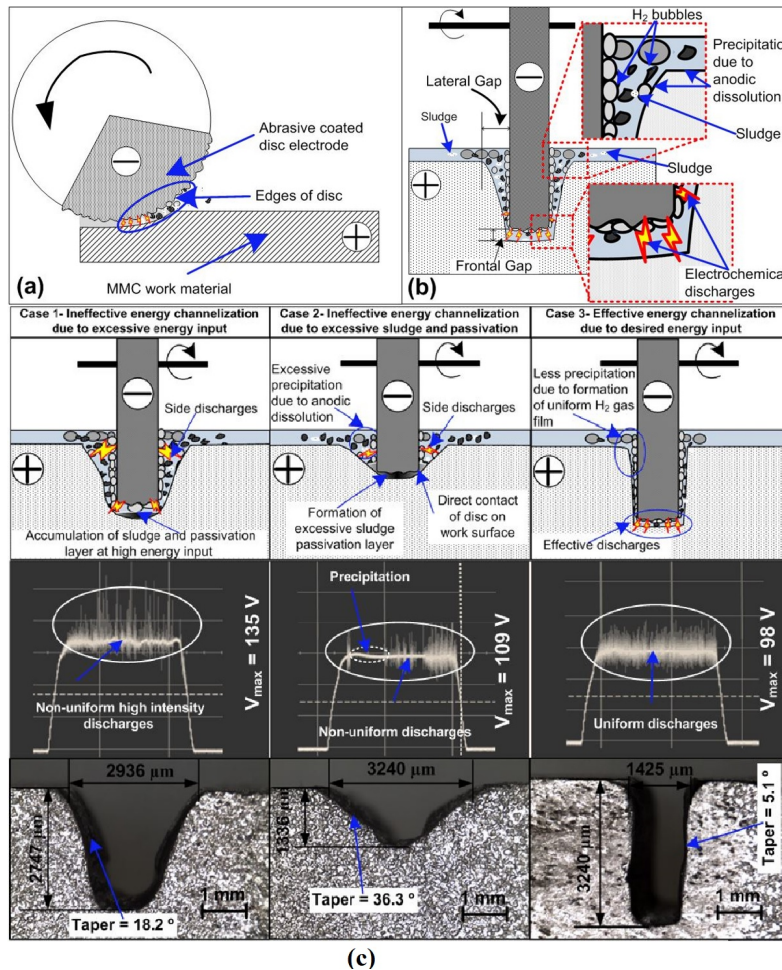 (a)
Abrasive coated
disc electrode
Edges of disc
MMC work material
(b)
H₂ bubbles
Precipitation
due to
anodic
dissolution
Sludge
Lateral Gap
Sludge
Sludge
Frontal Gap
Electrochemical
discharges
Case 1- Ineffective energy channelization
due to excessive energy input
Side discharges
Accumulation of sludge and passivation
layer at high energy input
Case 2- Ineffective energy channelization
due to excessive sludge and passivation
Excessive
precipitation
due to anodic
dissolution
Side discharges
Formation of
excessive sludge
passivation layer
Direct contact
of disc on
work surface
Case 3- Effective energy channelization
due to desired energy input
Less precipitation
due to formation
of uniform H₂ gas
film
Effective discharges
Non-uniform high intensity
discharges
Vmax = 135 V
Precipitation
Non-uniform discharges
Vmax = 109 V
Uniform discharges
Vmax = 98 V
2936 µm
2747 µm
Taper = 18.2 º
1 mm
3240 µm
1336 µm
Taper = 36.3 º
1 mm
1425 µm
3240 µm
Taper = 5.1 º
1 mm
(c)